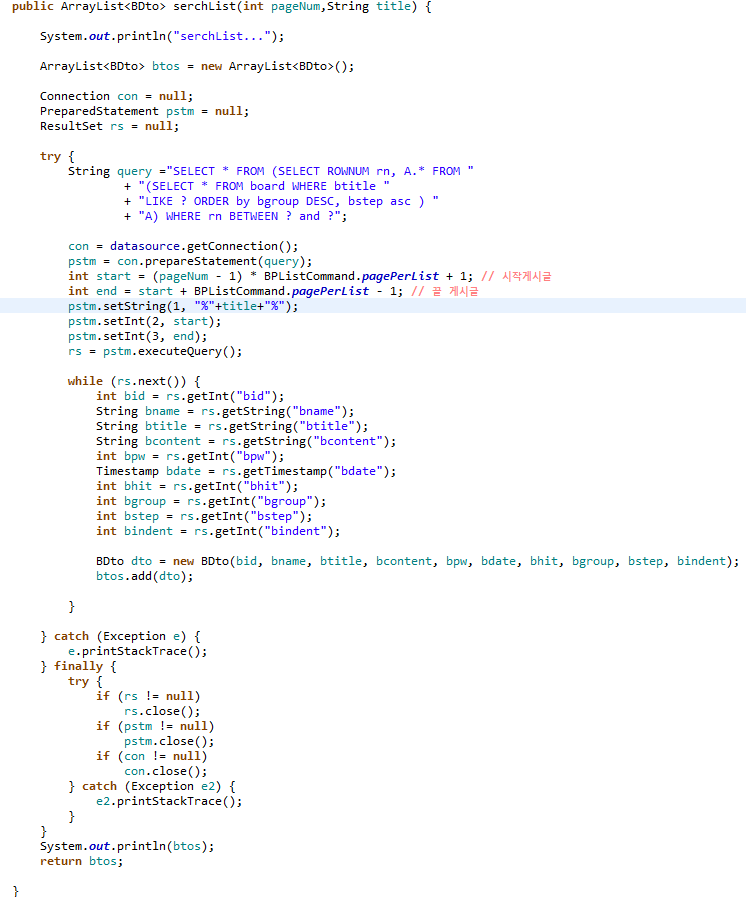 public ArrayList<BDto> serchList(int pageNum,String title) {
System.out.println("serchList...");
ArrayList<BDto> btos = new ArrayList<BDto>();
Connection con = null;
PreparedStatement pstm = null;
ResultSet rs = null;
try {
String query ="SELECT * FROM (SELECT ROWNUM rn, A.* FROM "
+ "(SELECT * FROM board WHERE btitle "
+ "LIKE ? ORDER by bgroup DESC, bstep asc ) "
+ "A) WHERE rn BETWEEN ? and ?";
con = datasource.getConnection();
pstm = con.prepareStatement(query);
int start = (pageNum - 1) * BPListCommand.pagePerList + 1; // 시작게시글
int end = start + BPListCommand.pagePerList - 1; // 끝 게시글
pstm.setString(1, "%"+title+"%");
pstm.setInt(2, start);
pstm.setInt(3, end);
rs = pstm.executeQuery();
while (rs.next()) {
int bid = rs.getInt("bid");
String bname = rs.getString("bname");
String btitle = rs.getString("btitle");
String bcontent = rs.getString("bcontent");
int bpw = rs.getInt("bpw");
Timestamp bdate = rs.getTimestamp("bdate");
int bhit = rs.getInt("bhit");
int bgroup = rs.getInt("bgroup");
int bstep = rs.getInt("bstep");
int bindent = rs.getInt("bindent");
BDto dto = new BDto(bid, bname, btitle, bcontent, bpw, bdate, bhit, bgroup, bstep, bindent);
btos.add(dto);
}
} catch (Exception e) {
e.printStackTrace();
} finally {
try {
if (rs != null)
rs.close();
if (pstm != null)
pstm.close();
if (con != null)
con.close();
} catch (Exception e2) {
e2.printStackTrace();
}
}
System.out.println(btos);
return btos;
}